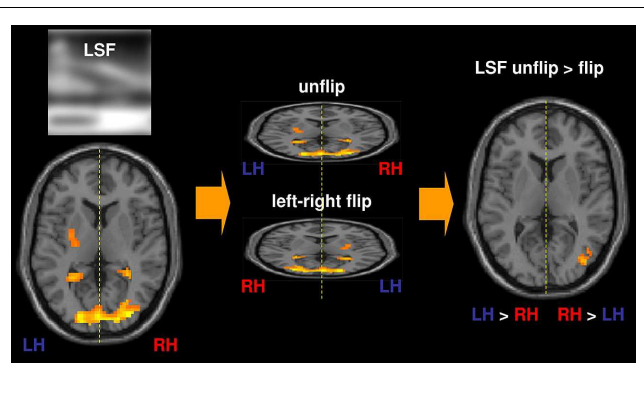 LSF
LH
RH
unflip
LH
RH
left-right flip
RH
LH
LSF unflip > flip
LH > RH RH > LH